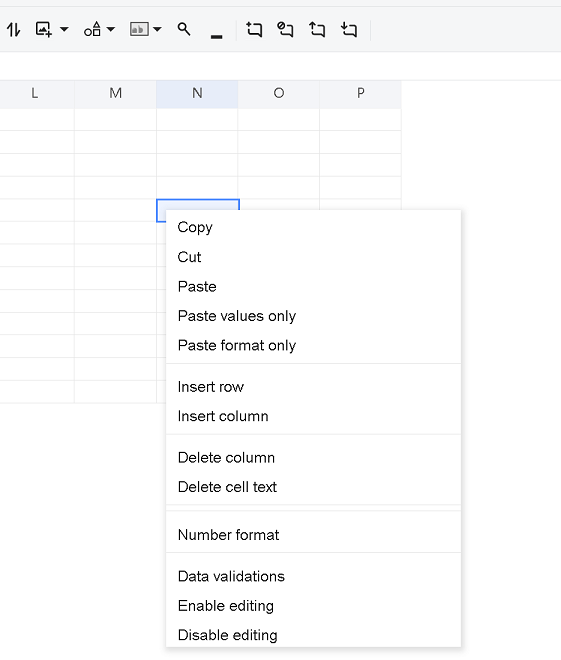 ab
L M N O P
Copy
Cut
Paste
Paste values only
Paste format only
Insert row
Insert column
Delete column
Delete cell text
Number format
Data validations
Enable editing
Disable editing